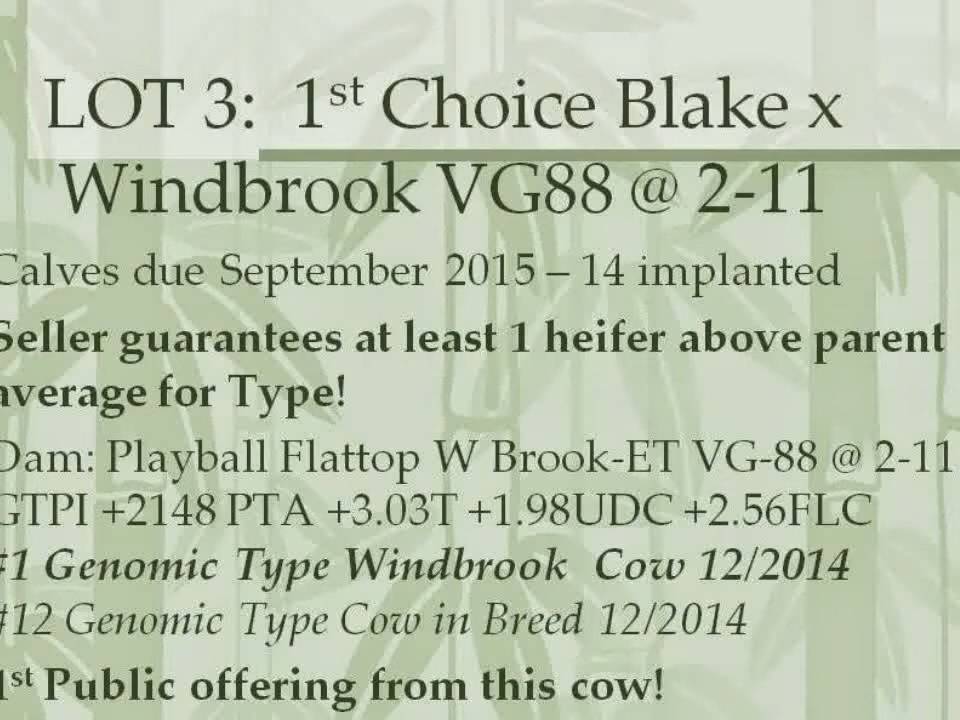 LOT 3: 1st Choice Blake x
Windbrook VG88 @ 2-11
Calves due September 2015 – 14 implanted
Seller guarantees at least 1 heifer above parent
average for Type!
Dam: Playball Flattop W Brook-ET VG-88 @ 2-11
GTPI +2148 PTA +3.03T +1.98UDC +2.56FLC
#1 Genomic Type Windbrook Cow 12/2014
#12 Genomic Type Cow in Breed 12/2014
1st Public offering from this cow!